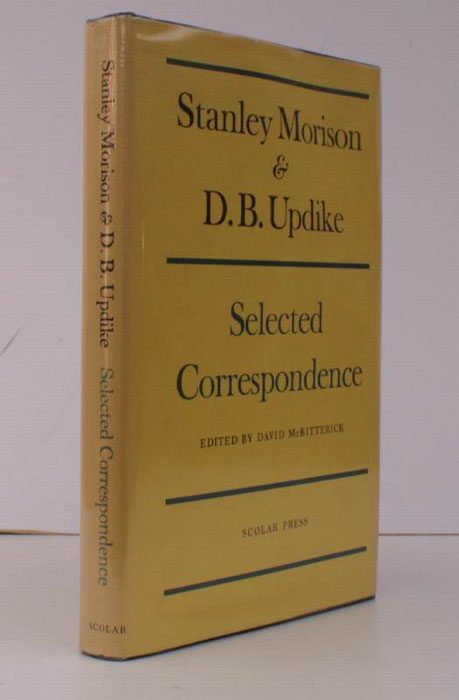 Stanley Morison
&
D. B. Updike
Selected
Correspondence
EDITED BY DAVID McKITTERICK
SCOLAR PRESS
Stanley Morison & D. B. Updike Selected Correspondence
SCOLAR